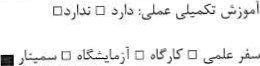 آموزش تکمیلی عملی: دارد □ ندارد□
سفر علمی □ کارگاه □ آزمایشگاه □ سمینار ■